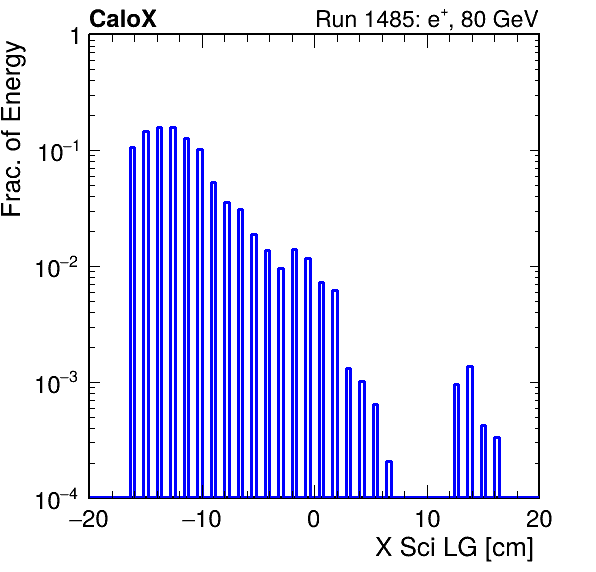 CaloX Run 1485: e⁺, 80 GeV
Frac. of Energy
1
10⁻¹
10⁻²
10⁻³
10⁻⁴
−20 −10 0 10 20
X Sci LG [cm]